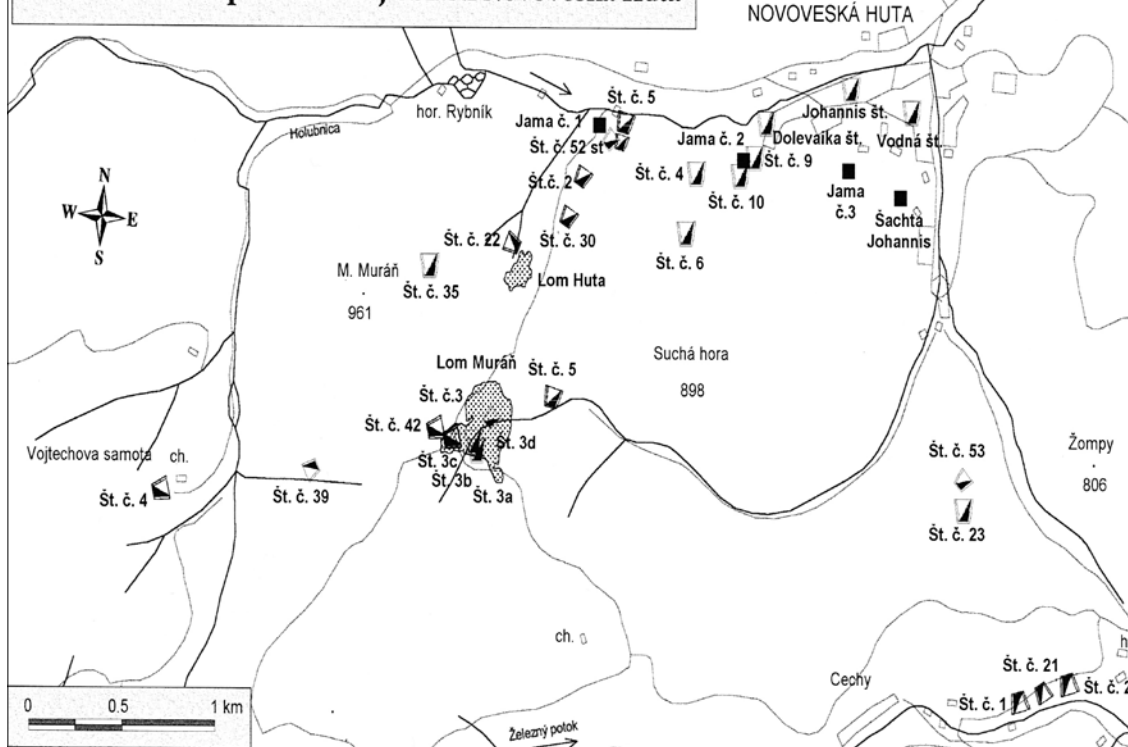 NOVOVESKÁ HUTA
hor. Rybník
Holubnica
Št. č. 5
Jama č. 1
Št. č. 52 st
Št.č. 2
Št. č. 30
Št. č. 22
Lom Huta
Št. č. 35
M. Muráň
961
Jama č. 2
Johannis št.
Vodná št.
Dolevaika št.
Št. č. 9
Št. č. 4
Št. č. 10
Jama
č.3
Šachta
Johannis
Št. č. 6
N
W
E
S
Suchá hora
898
Lom Muráň
Št. č.3
Št. č. 5
Št. č. 42
Št. 3d
Št. 3c
Št. 3b
Št. 3a
Vojtechova samota
ch.
Št. č. 4
Št. č. 39
Št. č. 53
Št. č. 23
Žompy
806
ch.
Cechy
Št. č. 21
Št. č. 1
Št. č. 2
h
0 0.5 1 km
Železný potok